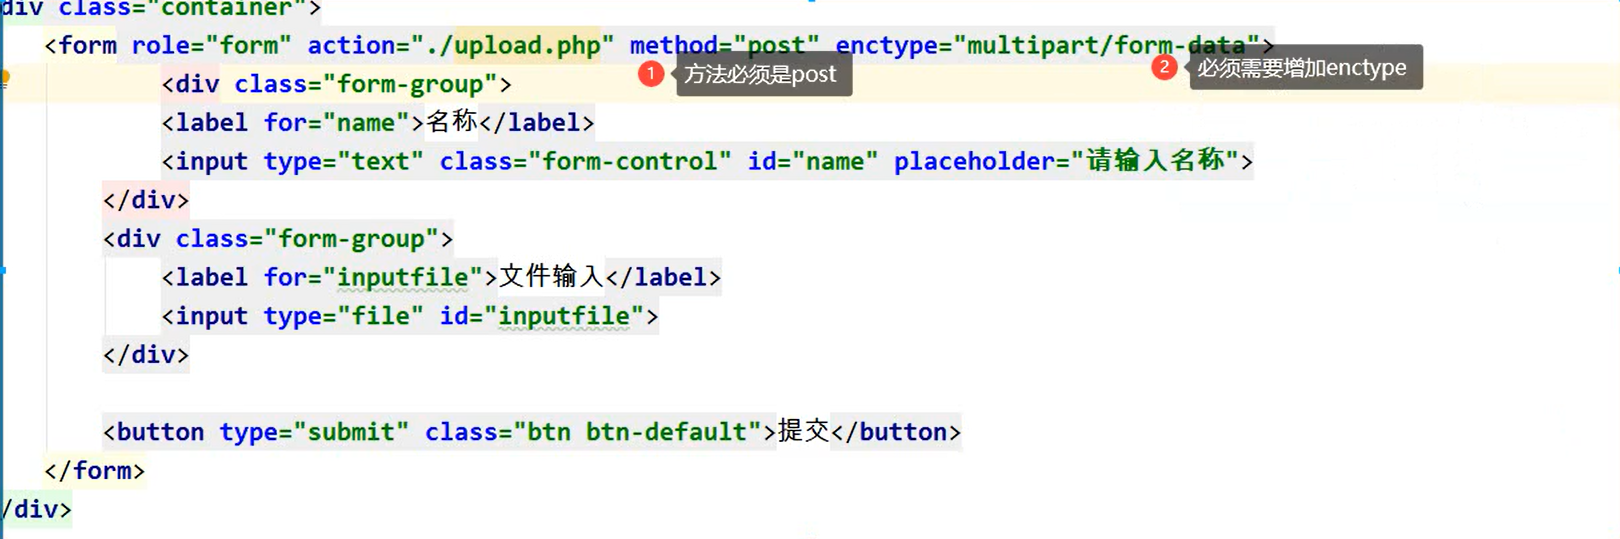 div class="container">
<form role="form" action="./upload.php" method="post" enctype="multipart/form-data">
1 方法必须是post
2 必须需要增加enctype
<div class="form-group">
<label for="name">名称</label>
<input type="text" class="form-control" id="name" placeholder="请输入名称">
</div>
<div class="form-group">
<label for="inputfile">文件输入</label>
<input type="file" id="inputfile">
</div>
<button type="submit" class="btn btn-default">提交</button>
</form>
/div>